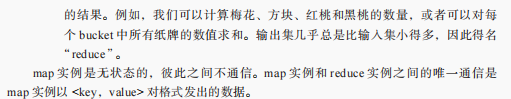 的结果。例如，我们可以计算梅花、方块、红桃和黑桃的数量，或者可以对每
个 bucket 中所有纸牌的数值求和。输出集几乎总是比输入集小得多，因此得名
“reduce”。
map 实例是无状态的，彼此之间不通信。map 实例和 reduce 实例之间的唯一通信是
map 实例以 <key, value> 对格式发出的数据。